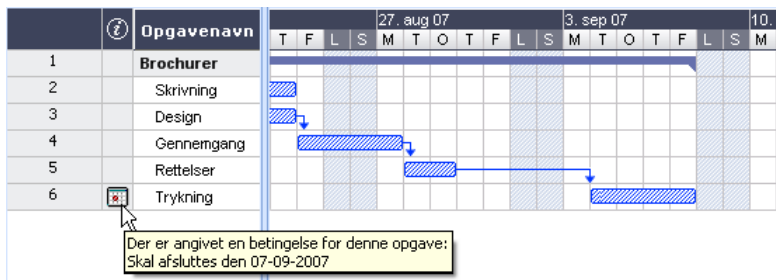 27. aug 07 3. sep 07 10.
Opgavenavn T F L S M T O T F L S M T O T F L S M
1 Brochurer
2 Skrivning
3 Design
4 Gennemgang
5 Rettelser
6 Trykning
Der er angivet en betingelse for denne opgave:
Skal afsluttes den 07-09-2007